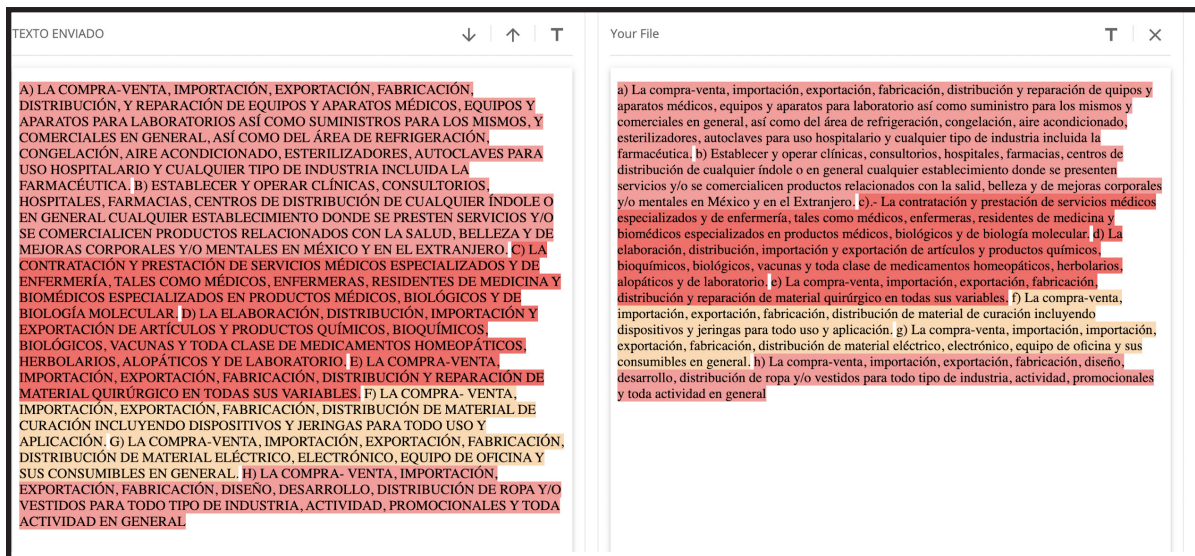 TEXTO ENVIADO
A) LA COMPRA-VENTA, IMPORTACIÓN, EXPORTACIÓN, FABRICACIÓN,
DISTRIBUCIÓN, Y REPARACIÓN DE EQUIPOS Y APARATOS MÉDICOS, EQUIPOS Y
APARATOS PARA LABORATORIOS ASÍ COMO SUMINISTROS PARA LOS MISMOS, Y
COMERCIALES EN GENERAL, ASÍ COMO DEL ÁREA DE REFRIGERACIÓN,
CONGELACIÓN, AIRE ACONDICIONADO, ESTERILIZADORES, AUTOCLAVES PARA
USO HOSPITALARIO Y CUALQUIER TIPO DE INDUSTRIA INCLUIDA LA
FARMACÉUTICA. B) ESTABLECER Y OPERAR CLÍNICAS, CONSULTORIOS,
HOSPITALES, FARMACIAS, CENTROS DE DISTRIBUCIÓN DE CUALQUIER ÍNDOLE O
EN GENERAL CUALQUIER ESTABLECIMIENTO DONDE SE PRESTEN SERVICIOS Y/O
SE COMERCIALICEN PRODUCTOS RELACIONADOS CON LA SALUD, BELLEZA Y DE
MEJORAS CORPORALES Y/O MENTALES EN MÉXICO Y EN EL EXTRANJERO. C) LA
CONTRATACIÓN Y PRESTACIÓN DE SERVICIOS MÉDICOS ESPECIALIZADOS Y DE
ENFERMERÍA, TALES COMO MÉDICOS, ENFERMERAS, RESIDENTES DE MEDICINA Y
BIOMÉDICOS ESPECIALIZADOS EN PRODUCTOS MÉDICOS, BIOLÓGICOS Y DE
BIOLOGÍA MOLECULAR. D) LA ELABORACIÓN, DISTRIBUCIÓN, IMPORTACIÓN Y
EXPORTACIÓN DE ARTÍCULOS Y PRODUCTOS QUÍMICOS, BIOQUÍMICOS,
BIOLÓGICOS, VACUNAS Y TODA CLASE DE MEDICAMENTOS HOMEOPÁTICOS,
HERBOLARIOS, ALOPÁTICOS Y DE LABORATORIO. E) LA COMPRA-VENTA,
IMPORTACIÓN, EXPORTACIÓN, FABRICACIÓN, DISTRIBUCIÓN Y REPARACIÓN DE
MATERIAL QUIRÚRGICO EN TODAS SUS VARIABLES. F) LA COMPRA- VENTA,
IMPORTACIÓN, EXPORTACIÓN, FABRICACIÓN, DISTRIBUCIÓN DE MATERIAL DE
CURACIÓN INCLUYENDO DISPOSITIVOS Y JERINGAS PARA TODO USO Y
APLICACIÓN. G) LA COMPRA-VENTA, IMPORTACIÓN, EXPORTACIÓN, FABRICACIÓN,
DISTRIBUCIÓN DE MATERIAL ELÉCTRICO, ELECTRÓNICO, EQUIPO DE OFICINA Y
SUS CONSUMIBLES EN GENERAL. H) LA COMPRA- VENTA, IMPORTACIÓN,
EXPORTACIÓN, FABRICACIÓN, DISEÑO, DESARROLLO, DISTRIBUCIÓN DE ROPA Y/O
VESTIDOS PARA TODO TIPO DE INDUSTRIA, ACTIVIDAD, PROMOCIONALES Y TODA
ACTIVIDAD EN GENERAL
Your File
a) La compra-venta, importación, exportación, fabricación, distribución y reparación de quipos y
aparatos médicos, equipos y aparatos para laboratorio así como suministro para los mismos y
comerciales en general, así como del área de refrigeración, congelación, aire acondicionado,
esterilizadores, autoclaves para uso hospitalario y cualquier tipo de industria incluida la
farmacéutica. b) Establecer y operar clínicas, consultorios, hospitales, farmacias, centros de
distribución de cualquier índole o en general cualquier establecimiento donde se presenten
servicios y/o se comercialicen productos relacionados con la salid, belleza y de mejoras corporales
y/o mentales en México y en el Extranjero. c).- La contratación y prestación de servicios médicos
especializados y de enfermería, tales como médicos, enfermeras, residentes de medicina y
biomédicos especializados en productos médicos, biológicos y de biología molecular. d) La
elaboración, distribución, importación y exportación de artículos y productos químicos,
bioquímicos, biológicos, vacunas y toda clase de medicamentos homeopáticos, herbolarios,
alopáticos y de laboratorio. e) La compra-venta, importación, exportación, fabricación,
distribución y reparación de material quirúrgico en todas sus variables. f) La compra-venta,
importación, exportación, fabricación, distribución de material de curación incluyendo
dispositivos y jeringas para todo uso y aplicación. g) La compra-venta, importación, importación,
exportación, fabricación, distribución de material eléctrico, electrónico, equipo de oficina y sus
consumibles en general. h) La compra-venta, importación, exportación, fabricación, diseño,
desarrollo, distribución de ropa y/o vestidos para todo tipo de industria, actividad, promocionales
y toda actividad en general